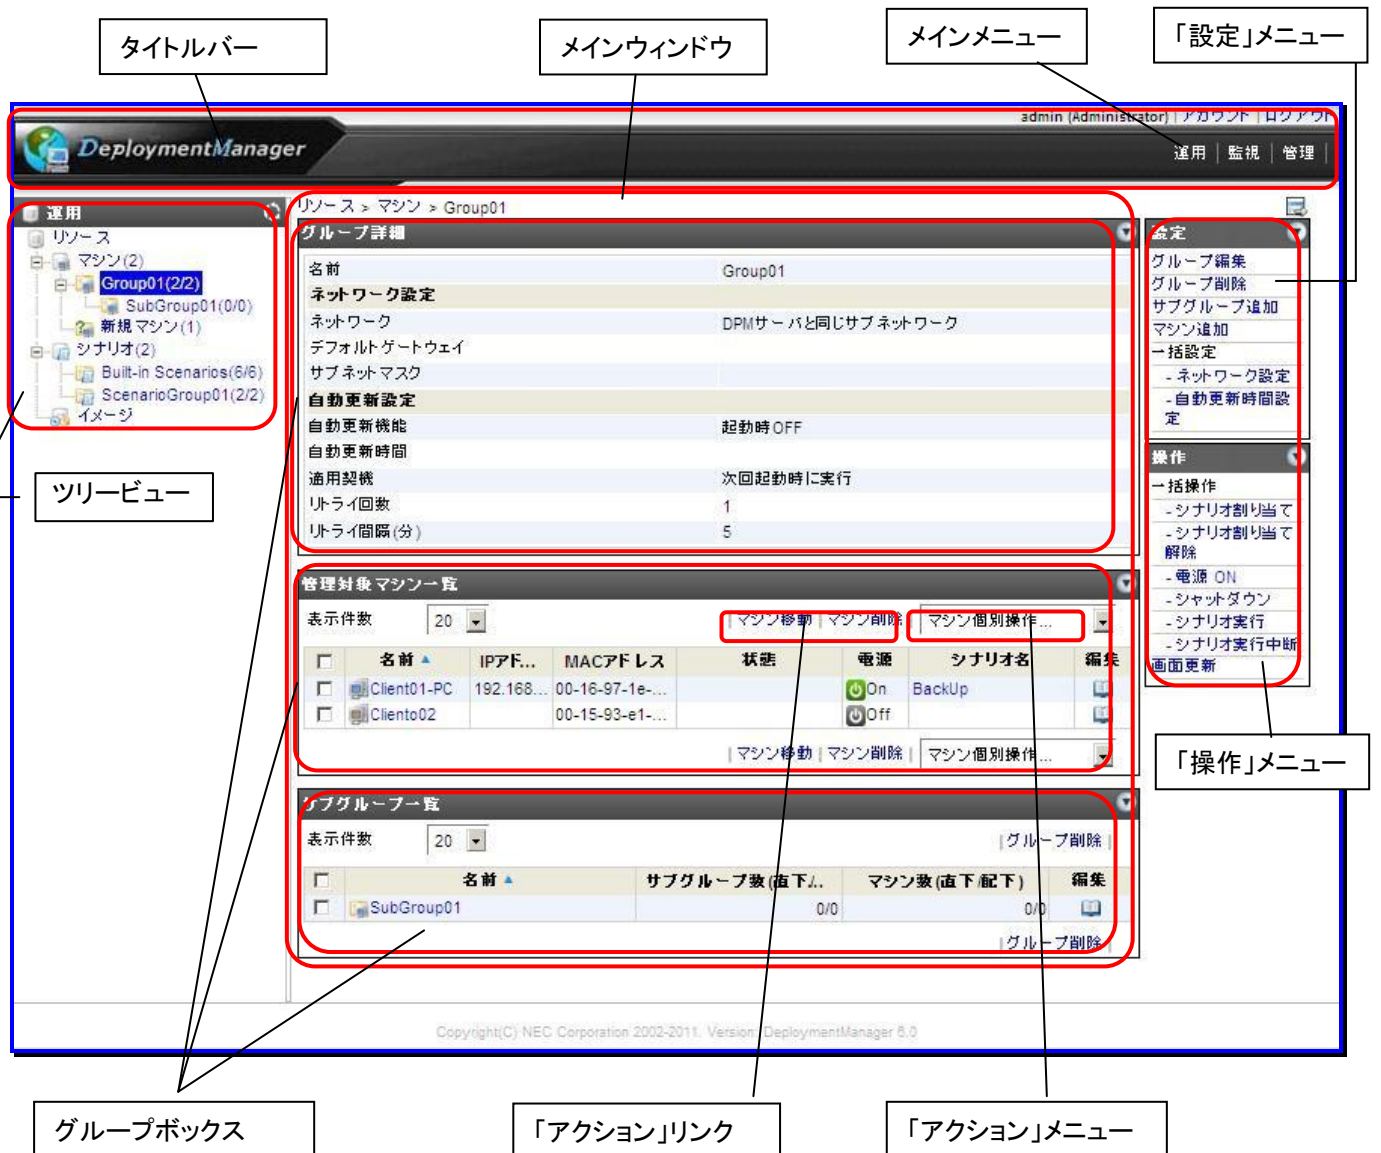 タイトルバー
メインウィンドウ
メインメニュー
「設定」メニュー
admin (Administrator) | アカウント | ログアウト
DeploymentManager
運用 | 監視 | 管理 |
運用
リソース
マシン(2)
Group01(2/2)
SubGroup01(0/0)
新規マシン(1)
シナリオ(2)
Built-in Scenarios(6/6)
ScenarioGroup01(2/2)
イメージ
ツリービュー
リソース > マシン > Group01
グループ詳細
名前 Group01
ネットワーク設定
ネットワーク DPMサーバと同じサブネットワーク
デフォルトゲートウェイ
サブネットマスク
自動更新設定
自動更新機能 起動時OFF
自動更新時間
適用契機 次回起動時に実行
リトライ回数 1
リトライ間隔(分) 5
管理対象マシン一覧
表示件数 20 | マシン移動 | マシン削除 | マシン個別操作...
名前 IPアド... MACアドレス 状態 電源 シナリオ名 編集
Client01-PC 192.168... 00-16-97-1e-... On BackUp
Cliento02 00-15-93-e1-... Off
| マシン移動 | マシン削除 | マシン個別操作...
サブグループ一覧
表示件数 20 | グループ削除 |
名前 サブグループ数(直下/.. マシン数(直下/配下) 編集
SubGroup01 0/0 0/0
| グループ削除 |
設定
グループ編集
グループ削除
サブグループ追加
マシン追加
一括設定
- ネットワーク設定
- 自動更新時間設
定
操作
一括操作
- シナリオ割り当て
- シナリオ割り当て
解除
- 電源 ON
- シャットダウン
- シナリオ実行
- シナリオ実行中断
画面更新
「操作」メニュー
Copyright(C) NEC Corporation 2002-2011. Version: DeploymentManager 6.0
グループボックス
「アクション」リンク
「アクション」メニュー